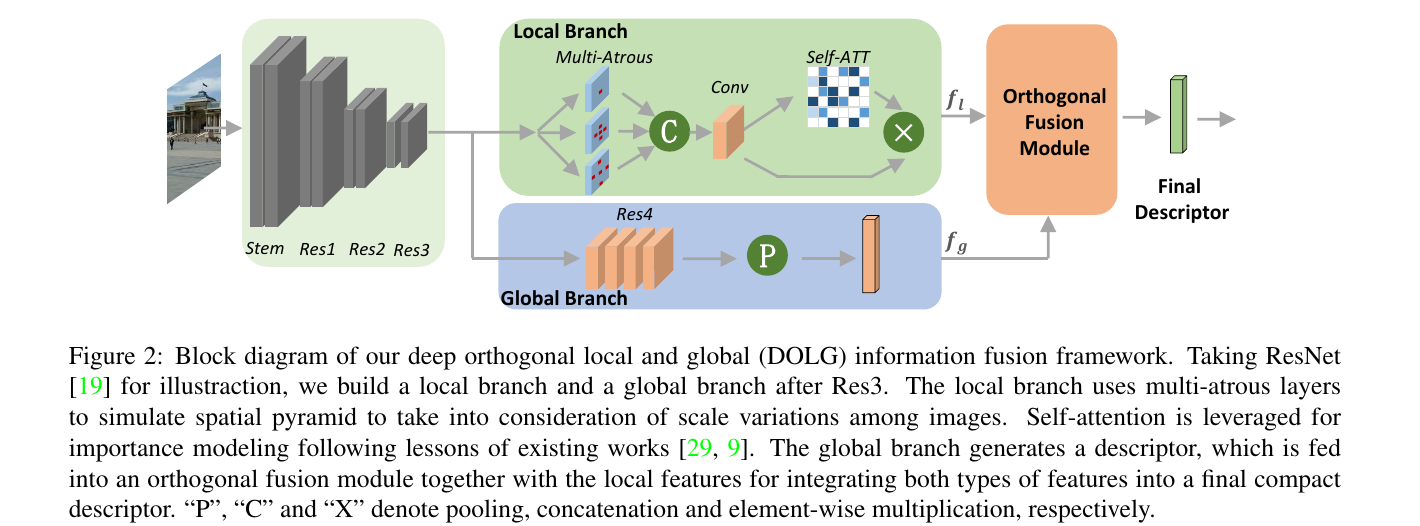 Local Branch
Multi-Atrous
Self-ATT
Conv
C
×
f_l
Orthogonal
Fusion
Module
Final
Descriptor
Stem Res1 Res2 Res3
Res4
P
f_g
Global Branch
Figure 2: Block diagram of our deep orthogonal local and global (DOLG) information fusion framework. Taking ResNet
[19] for illustraction, we build a local branch and a global branch after Res3. The local branch uses multi-atrous layers
to simulate spatial pyramid to take into consideration of scale variations among images. Self-attention is leveraged for
importance modeling following lessons of existing works [29, 9]. The global branch generates a descriptor, which is fed
into an orthogonal fusion module together with the local features for integrating both types of features into a final compact
descriptor. “P”, “C” and “X” denote pooling, concatenation and element-wise multiplication, respectively.